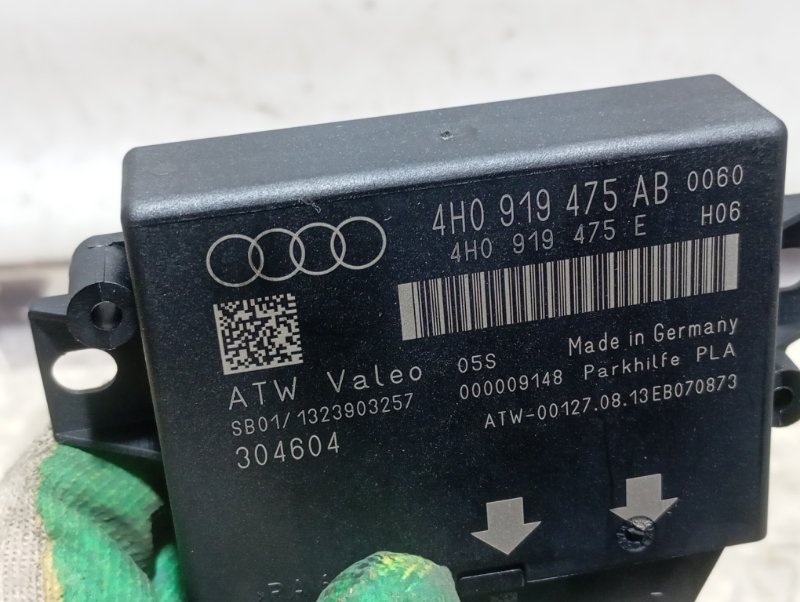 4H0 919 475 AB 0060
4H0 919 475 E H06
ATW Valeo 05S Made in Germany
SB01/1323903257 000009148 Parkhilfe PLA
304604 ATW-00127.08.13EB070873